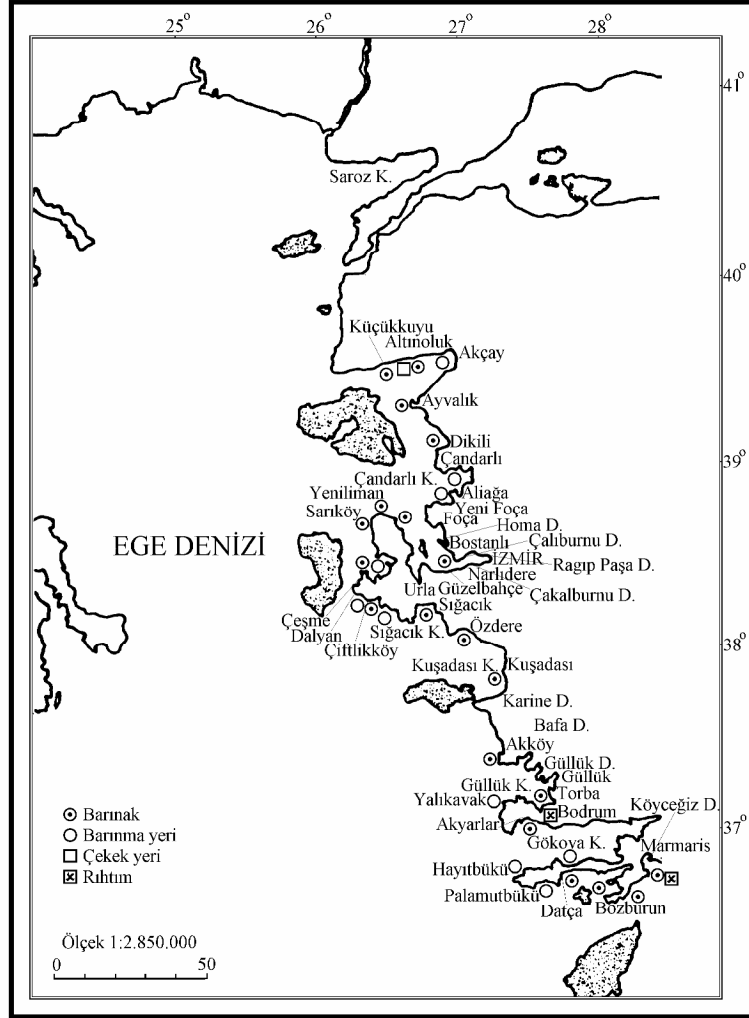 25°
26°
27°
28°
41°
Saroz K.
40°
Küçükkuyu
Altınoluk
Akçay
Ayvalık
Dikili
Çandarlı
39°
Çandarlı K.
Aliağa
Yeniliman
Yeni Foça
Sarıköy
Foça
Homa D.
EGE DENİZİ
Bostanlı
Çalıburnu D.
İZMİR
Ragıp Paşa D.
Narlıdere
Urla
Güzelbahçe
Çakalburnu D.
Çeşme
Sığacık
Dalyan
Sığacık K.
Özdere
Çiftlikköy
38°
Kuşadası K.
Kuşadası
Karine D.
Bafa D.
Akköy
Güllük D.
Güllük
Güllük K.
Torba
Yalıkavak
Bodrum
Köyceğiz D.
Akyarlar
37°
Gökova K.
Marmaris
Hayıtbükü
Palamutbükü
Datça
Bozburun
Barınak
Barınma yeri
Çekek yeri
Rıhtım
Ölçek 1:2.850.000
0
50